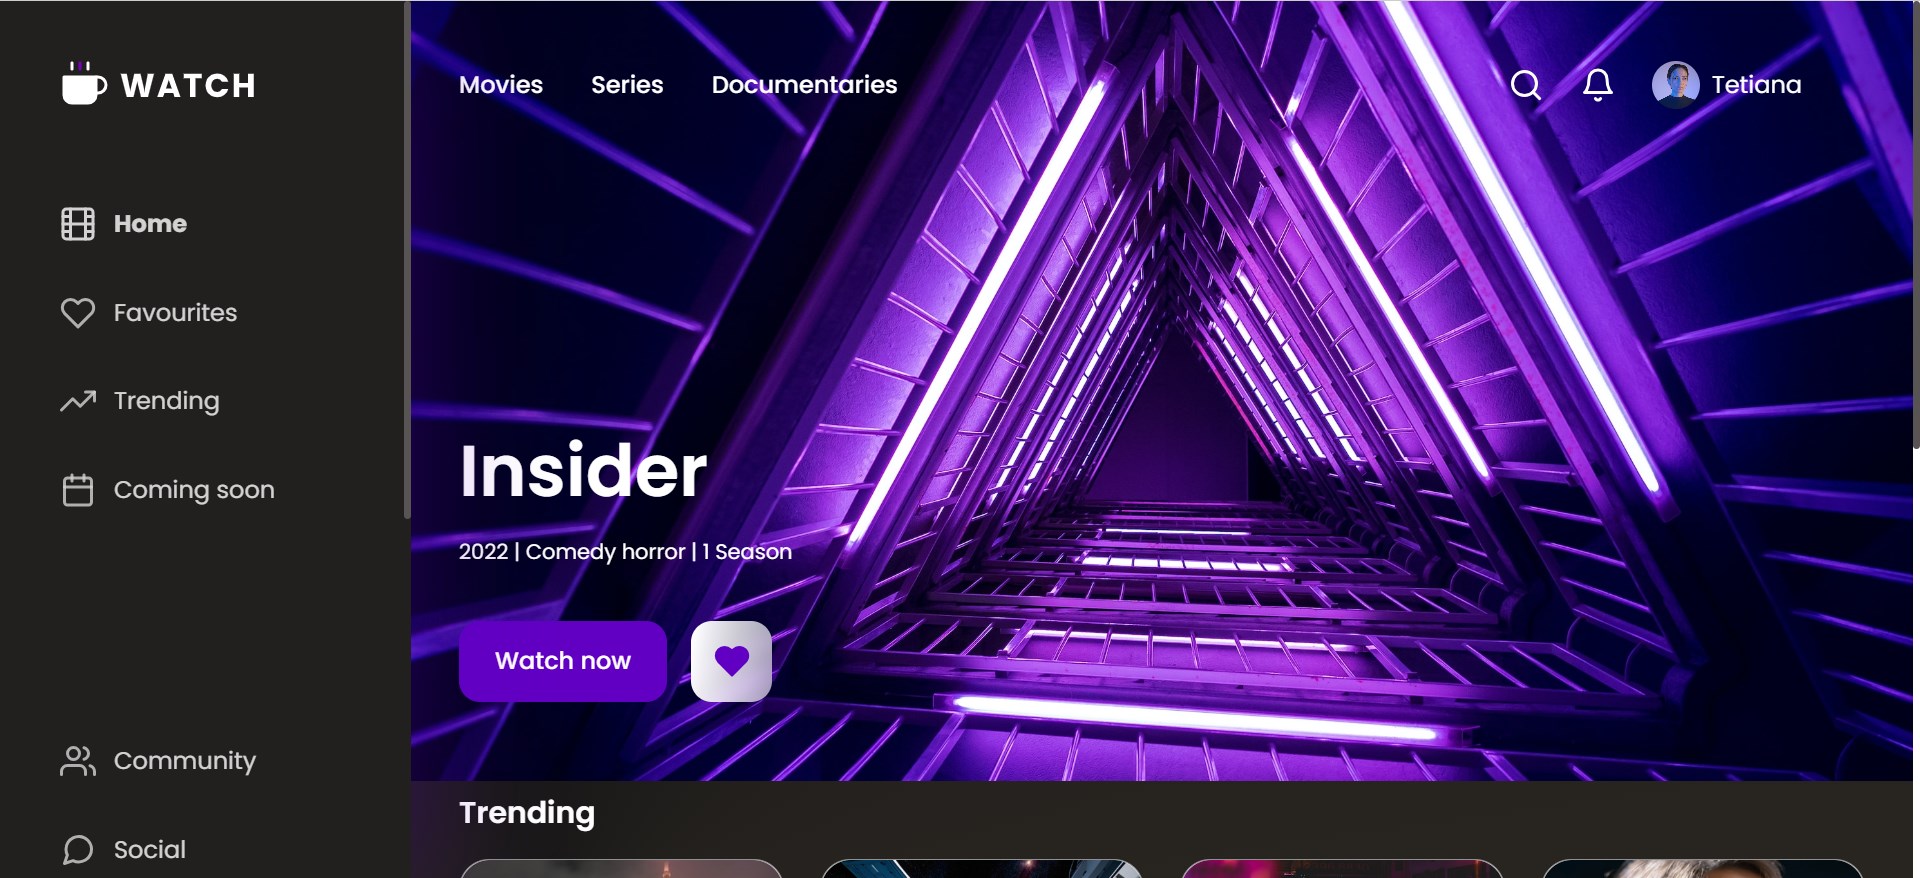 WATCH
Home
Favourites
Trending
Coming soon
Community
Social
Movies Series Documentaries
Tetiana
Insider
2022 | Comedy horror | 1 Season
Watch now
Trending